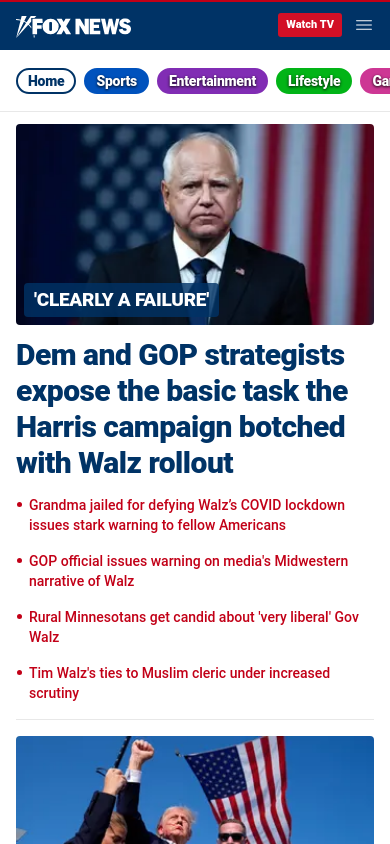 FOX NEWS
Watch TV
Home
Sports
Entertainment
Lifestyle
Ga
'CLEARLY A FAILURE'
Dem and GOP strategists
expose the basic task the
Harris campaign botched
with Walz rollout
• Grandma jailed for defying Walz's COVID lockdown
issues stark warning to fellow Americans
• GOP official issues warning on media's Midwestern
narrative of Walz
• Rural Minnesotans get candid about 'very liberal' Gov
Walz
• Tim Walz's ties to Muslim cleric under increased
scrutiny